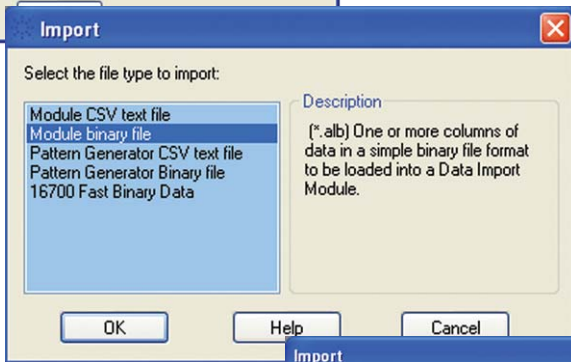 Import
Select the file type to import:
Module CSV text file
Module binary file
Pattern Generator CSV text file
Pattern Generator Binary file
16700 Fast Binary Data
Description
(*.alb) One or more columns of
data in a simple binary file format
to be loaded into a Data Import
Module.
OK
Help
Cancel
Import